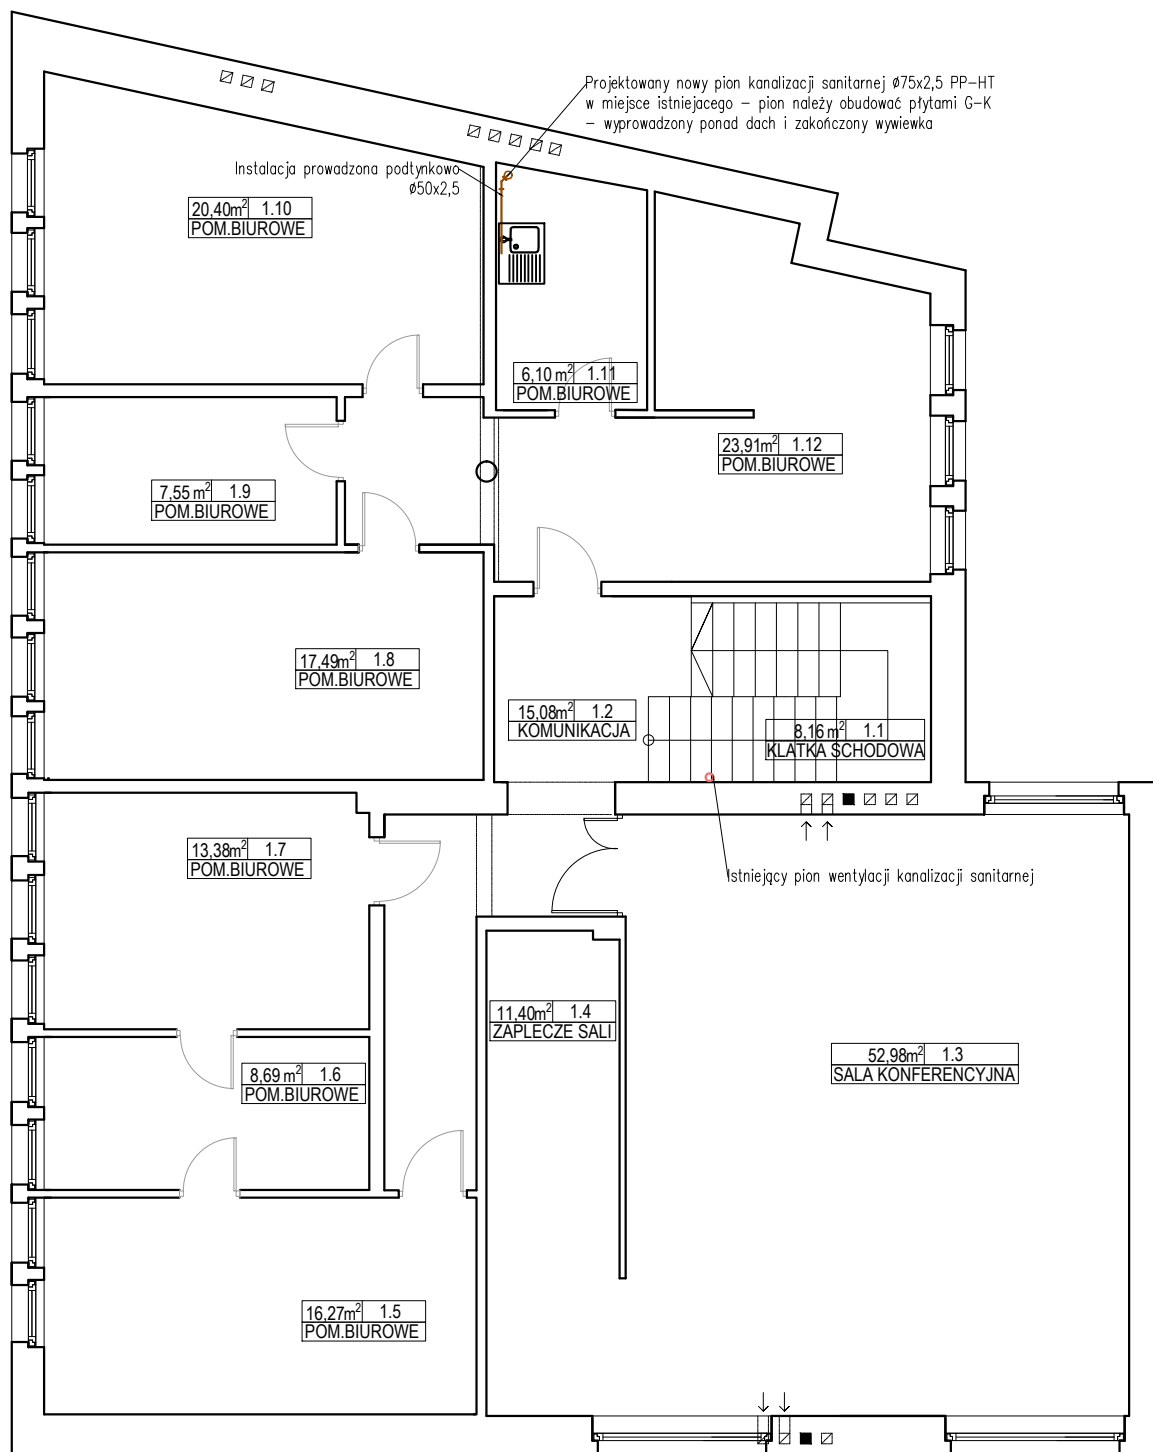 Projektowany nowy pion kanalizacji sanitarnej ø75x2,5 PP-HT
w miejsce istniejacego – pion należy obudować płytami G-K
– wyprowadzony ponad dach i zakończony wywiewka
Instalacja prowadzona podtynkowo
ø50x2,5
20,40m² 1.10
POM.BIUROWE
6,10 m² 1.11
POM.BIUROWE
23,91m² 1.12
POM.BIUROWE
7,55 m² 1.9
POM.BIUROWE
17,49m² 1.8
POM.BIUROWE
15,08m² 1.2
KOMUNIKACJA
8,16 m² 1.1
KLATKA SCHODOWA
13,38m² 1.7
POM.BIUROWE
Istniejący pion wentylacji kanalizacji sanitarnej
11,40m² 1.4
ZAPLECZE SALI
52,98m² 1.3
SALA KONFERENCYJNA
8,69 m² 1.6
POM.BIUROWE
16,27m² 1.5
POM.BIUROWE